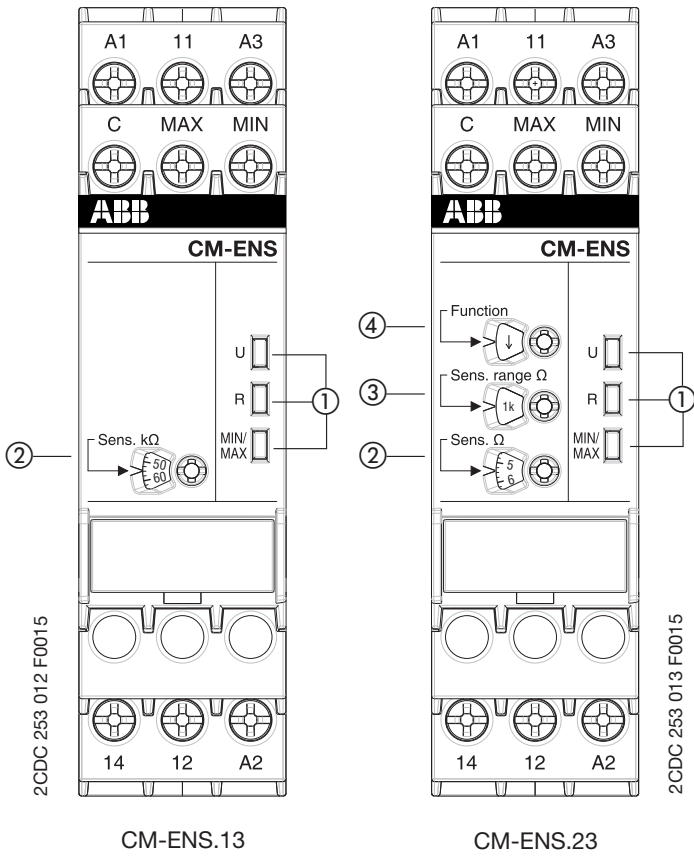 A1 11 A3
C MAX MIN
ABB
CM-ENS
U
R
MIN/
MAX
①
Sens. kΩ
50
60
②
14 12 A2
2CDC 253 012 F0015
CM-ENS.13
A1 11 A3
C MAX MIN
ABB
CM-ENS
④
Function
↓
③
Sens. range Ω
1k
②
Sens. Ω
5
6
U
R
MIN/
MAX
①
14 12 A2
2CDC 253 013 F0015
CM-ENS.23